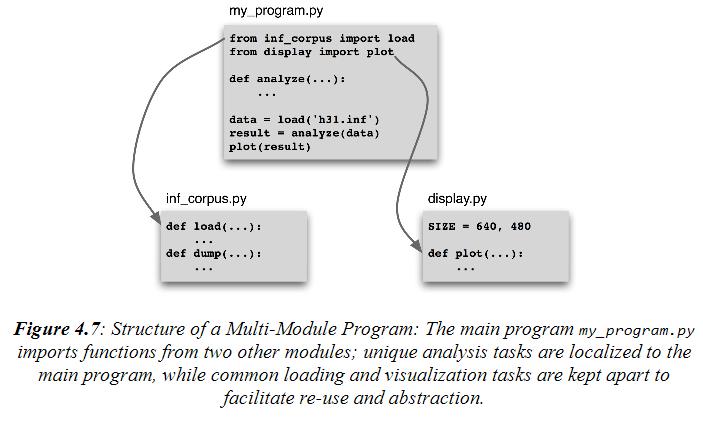 my_program.py
from inf_corpus import load
from display import plot
def analyze(...):
...
data = load('h31.inf')
result = analyze(data)
plot(result)
inf_corpus.py
def load(...):
...
def dump(...):
...
display.py
SIZE = 640, 480
def plot(...):
...
Figure 4.7: Structure of a Multi-Module Program: The main program my_program.py
imports functions from two other modules; unique analysis tasks are localized to the
main program, while common loading and visualization tasks are kept apart to
facilitate re-use and abstraction.